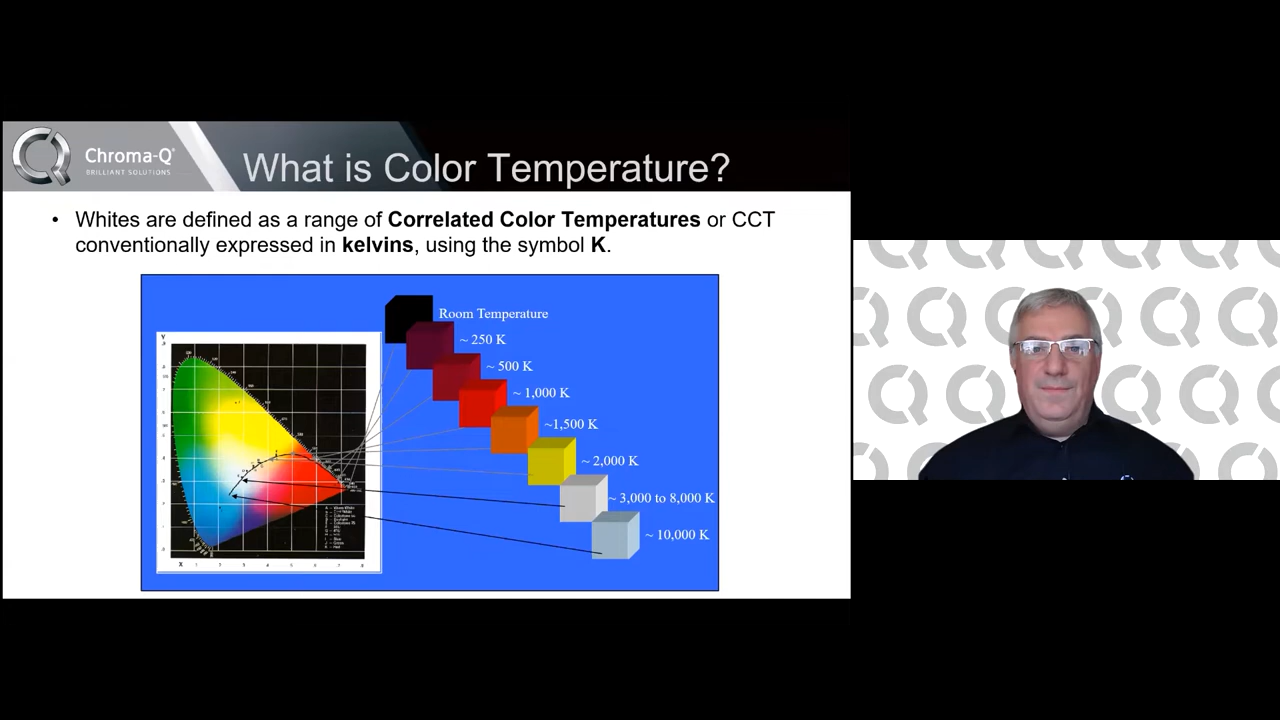 Chroma-Q®
BRILLIANT SOLUTIONS
What is Color Temperature?
• Whites are defined as a range of Correlated Color Temperatures or CCT
conventionally expressed in kelvins, using the symbol K.
Room Temperature
~ 250 K
~ 500 K
~ 1,000 K
~1,500 K
~ 2,000 K
~ 3,000 to 8,000 K
~ 10,000 K
Y
X